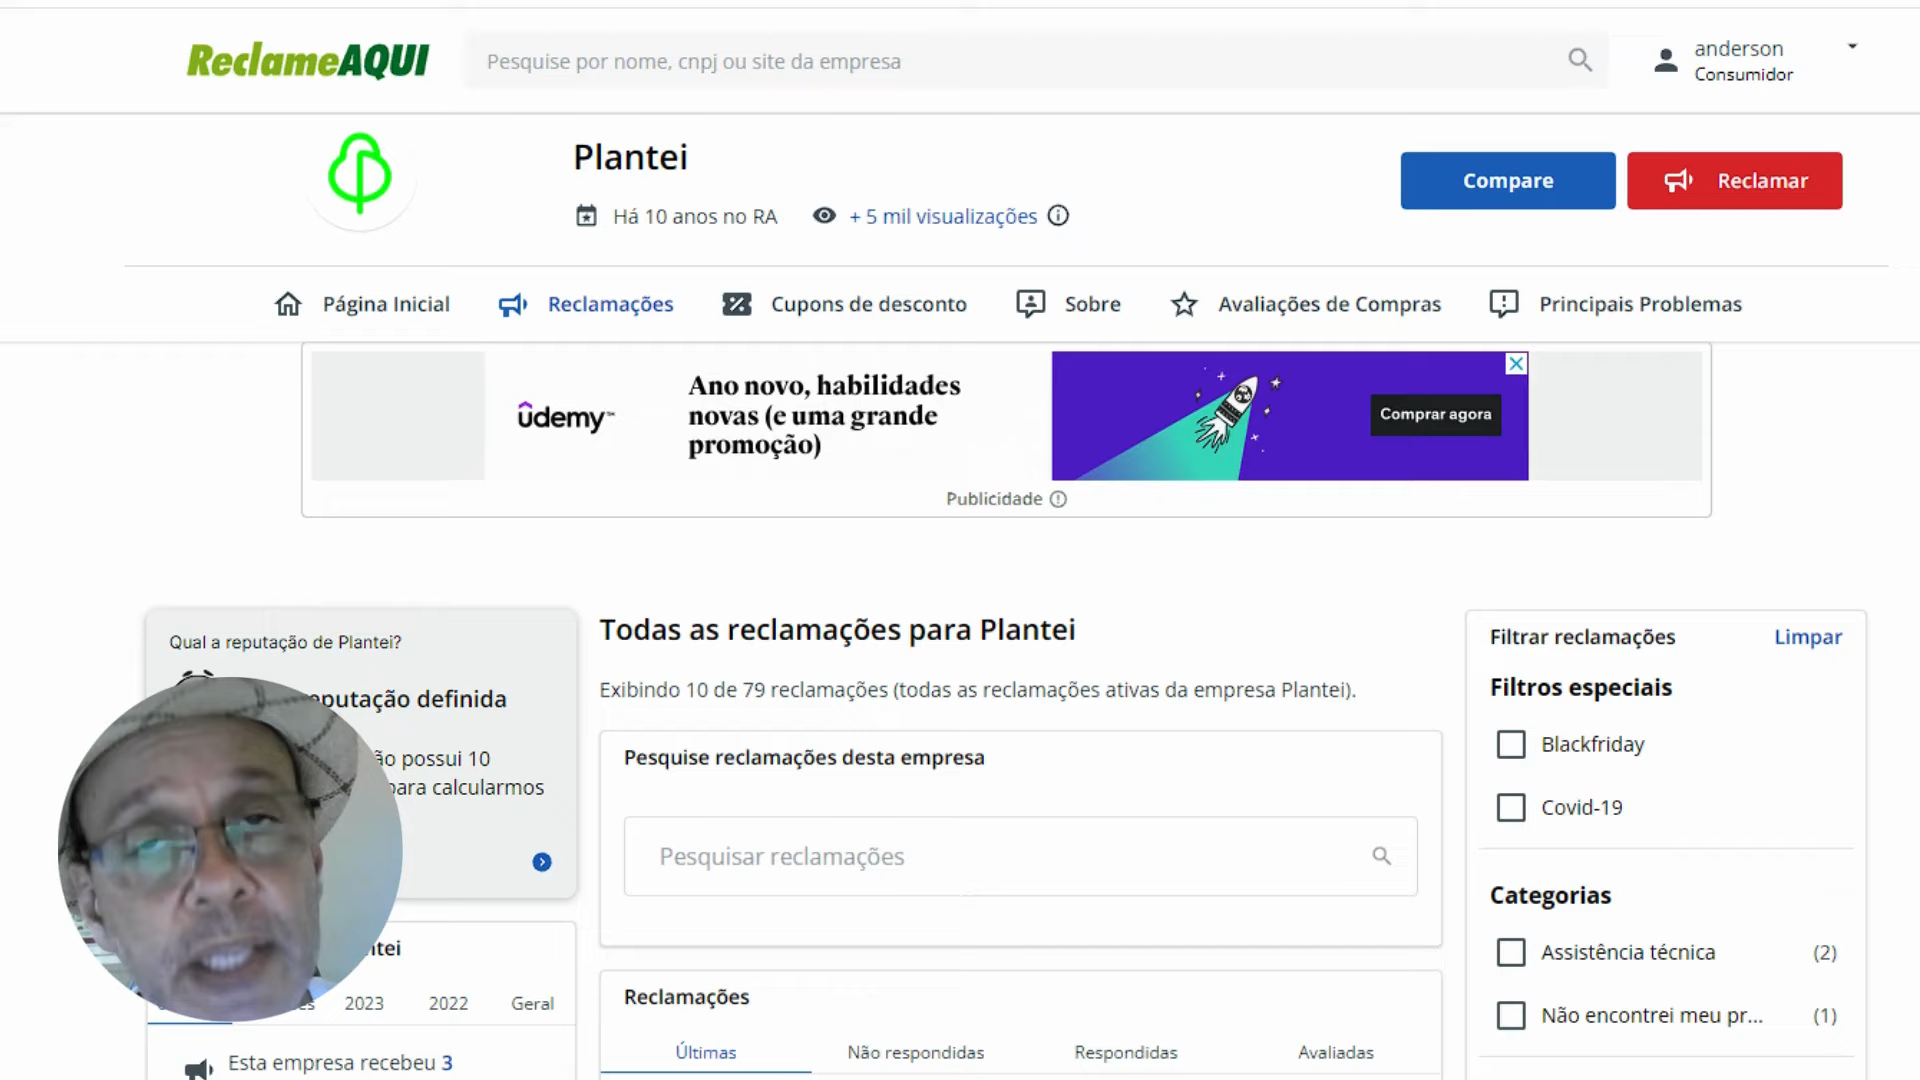 ReclameAQUI
Pesquise por nome, cnpj ou site da empresa
anderson
Consumidor
Plantei
Há 10 anos no RA
+ 5 mil visualizações
Compare
Reclamar
Página Inicial
Reclamações
Cupons de desconto
Sobre
Avaliações de Compras
Principais Problemas
udemy
Ano novo, habilidades
novas (e uma grande
promoção)
Comprar agora
Publicidade
Qual a reputação de Plantei?
putação definida
ão possui 10
para calcularmos
ntei
2023
2022
Geral
Esta empresa recebeu 3
Todas as reclamações para Plantei
Exibindo 10 de 79 reclamações (todas as reclamações ativas da empresa Plantei).
Pesquise reclamações desta empresa
Pesquisar reclamações
Reclamações
Últimas
Não respondidas
Respondidas
Avaliadas
Filtrar reclamações
Limpar
Filtros especiais
Blackfriday
Covid-19
Categorias
Assistência técnica (2)
Não encontrei meu pr... (1)